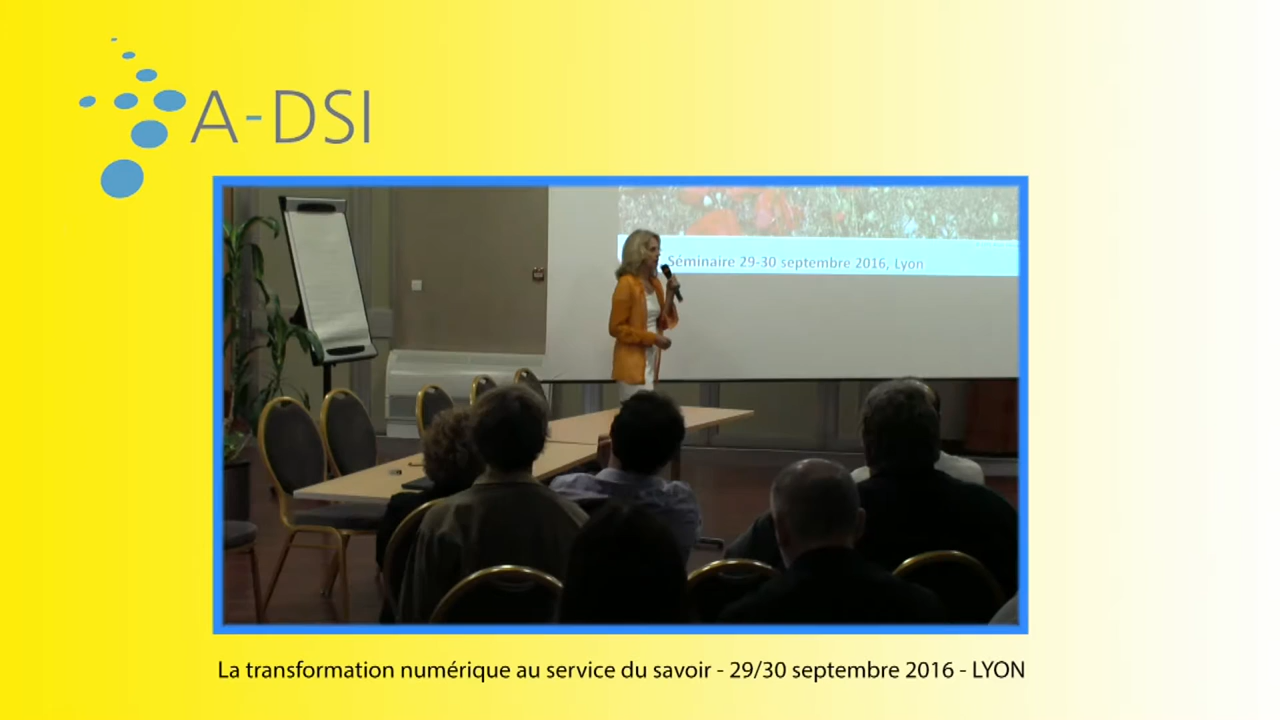 A-DSI
Séminaire 29-30 septembre 2016, Lyon
La transformation numérique au service du savoir - 29/30 septembre 2016 - LYON